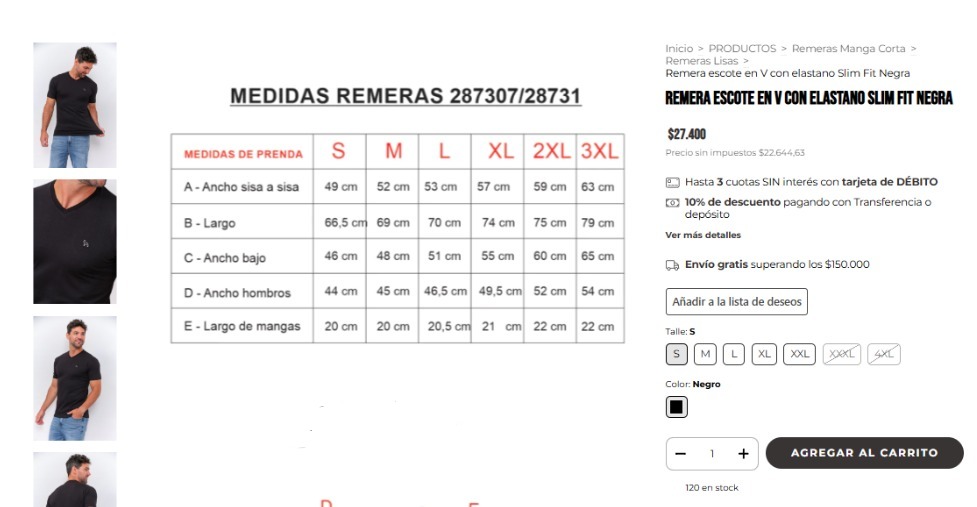 MEDIDAS REMERAS 287307/28731
MEDIDAS DE PRENDA S M L XL 2XL 3XL
A - Ancho sisa a sisa 49 cm 52 cm 53 cm 57 cm 59 cm 63 cm
B - Largo 66,5 cm 69 cm 70 cm 74 cm 75 cm 79 cm
C - Ancho bajo 46 cm 48 cm 51 cm 55 cm 60 cm 65 cm
D - Ancho hombros 44 cm 45 cm 46,5 cm 49,5 cm 52 cm 54 cm
E - Largo de mangas 20 cm 20 cm 20,5 cm 21 cm 22 cm 22 cm
Inicio > PRODUCTOS > Remeras Manga Corta >
Remeras Lisas >
Remera escote en V con elastano Slim Fit Negra
REMERA ESCOTE EN V CON ELASTANO SLIM FIT NEGRA
$27.400
Precio sin impuestos $22.644,63
Hasta 3 cuotas SIN interés con tarjeta de DÉBITO
10% de descuento pagando con Transferencia o
depósito
Ver más detalles
Envío gratis superando los $150.000
Añadir a la lista de deseos
Talle: S
S M L XL XXL XXXL 4XL
Color: Negro
1
AGREGAR AL CARRITO
120 en stock